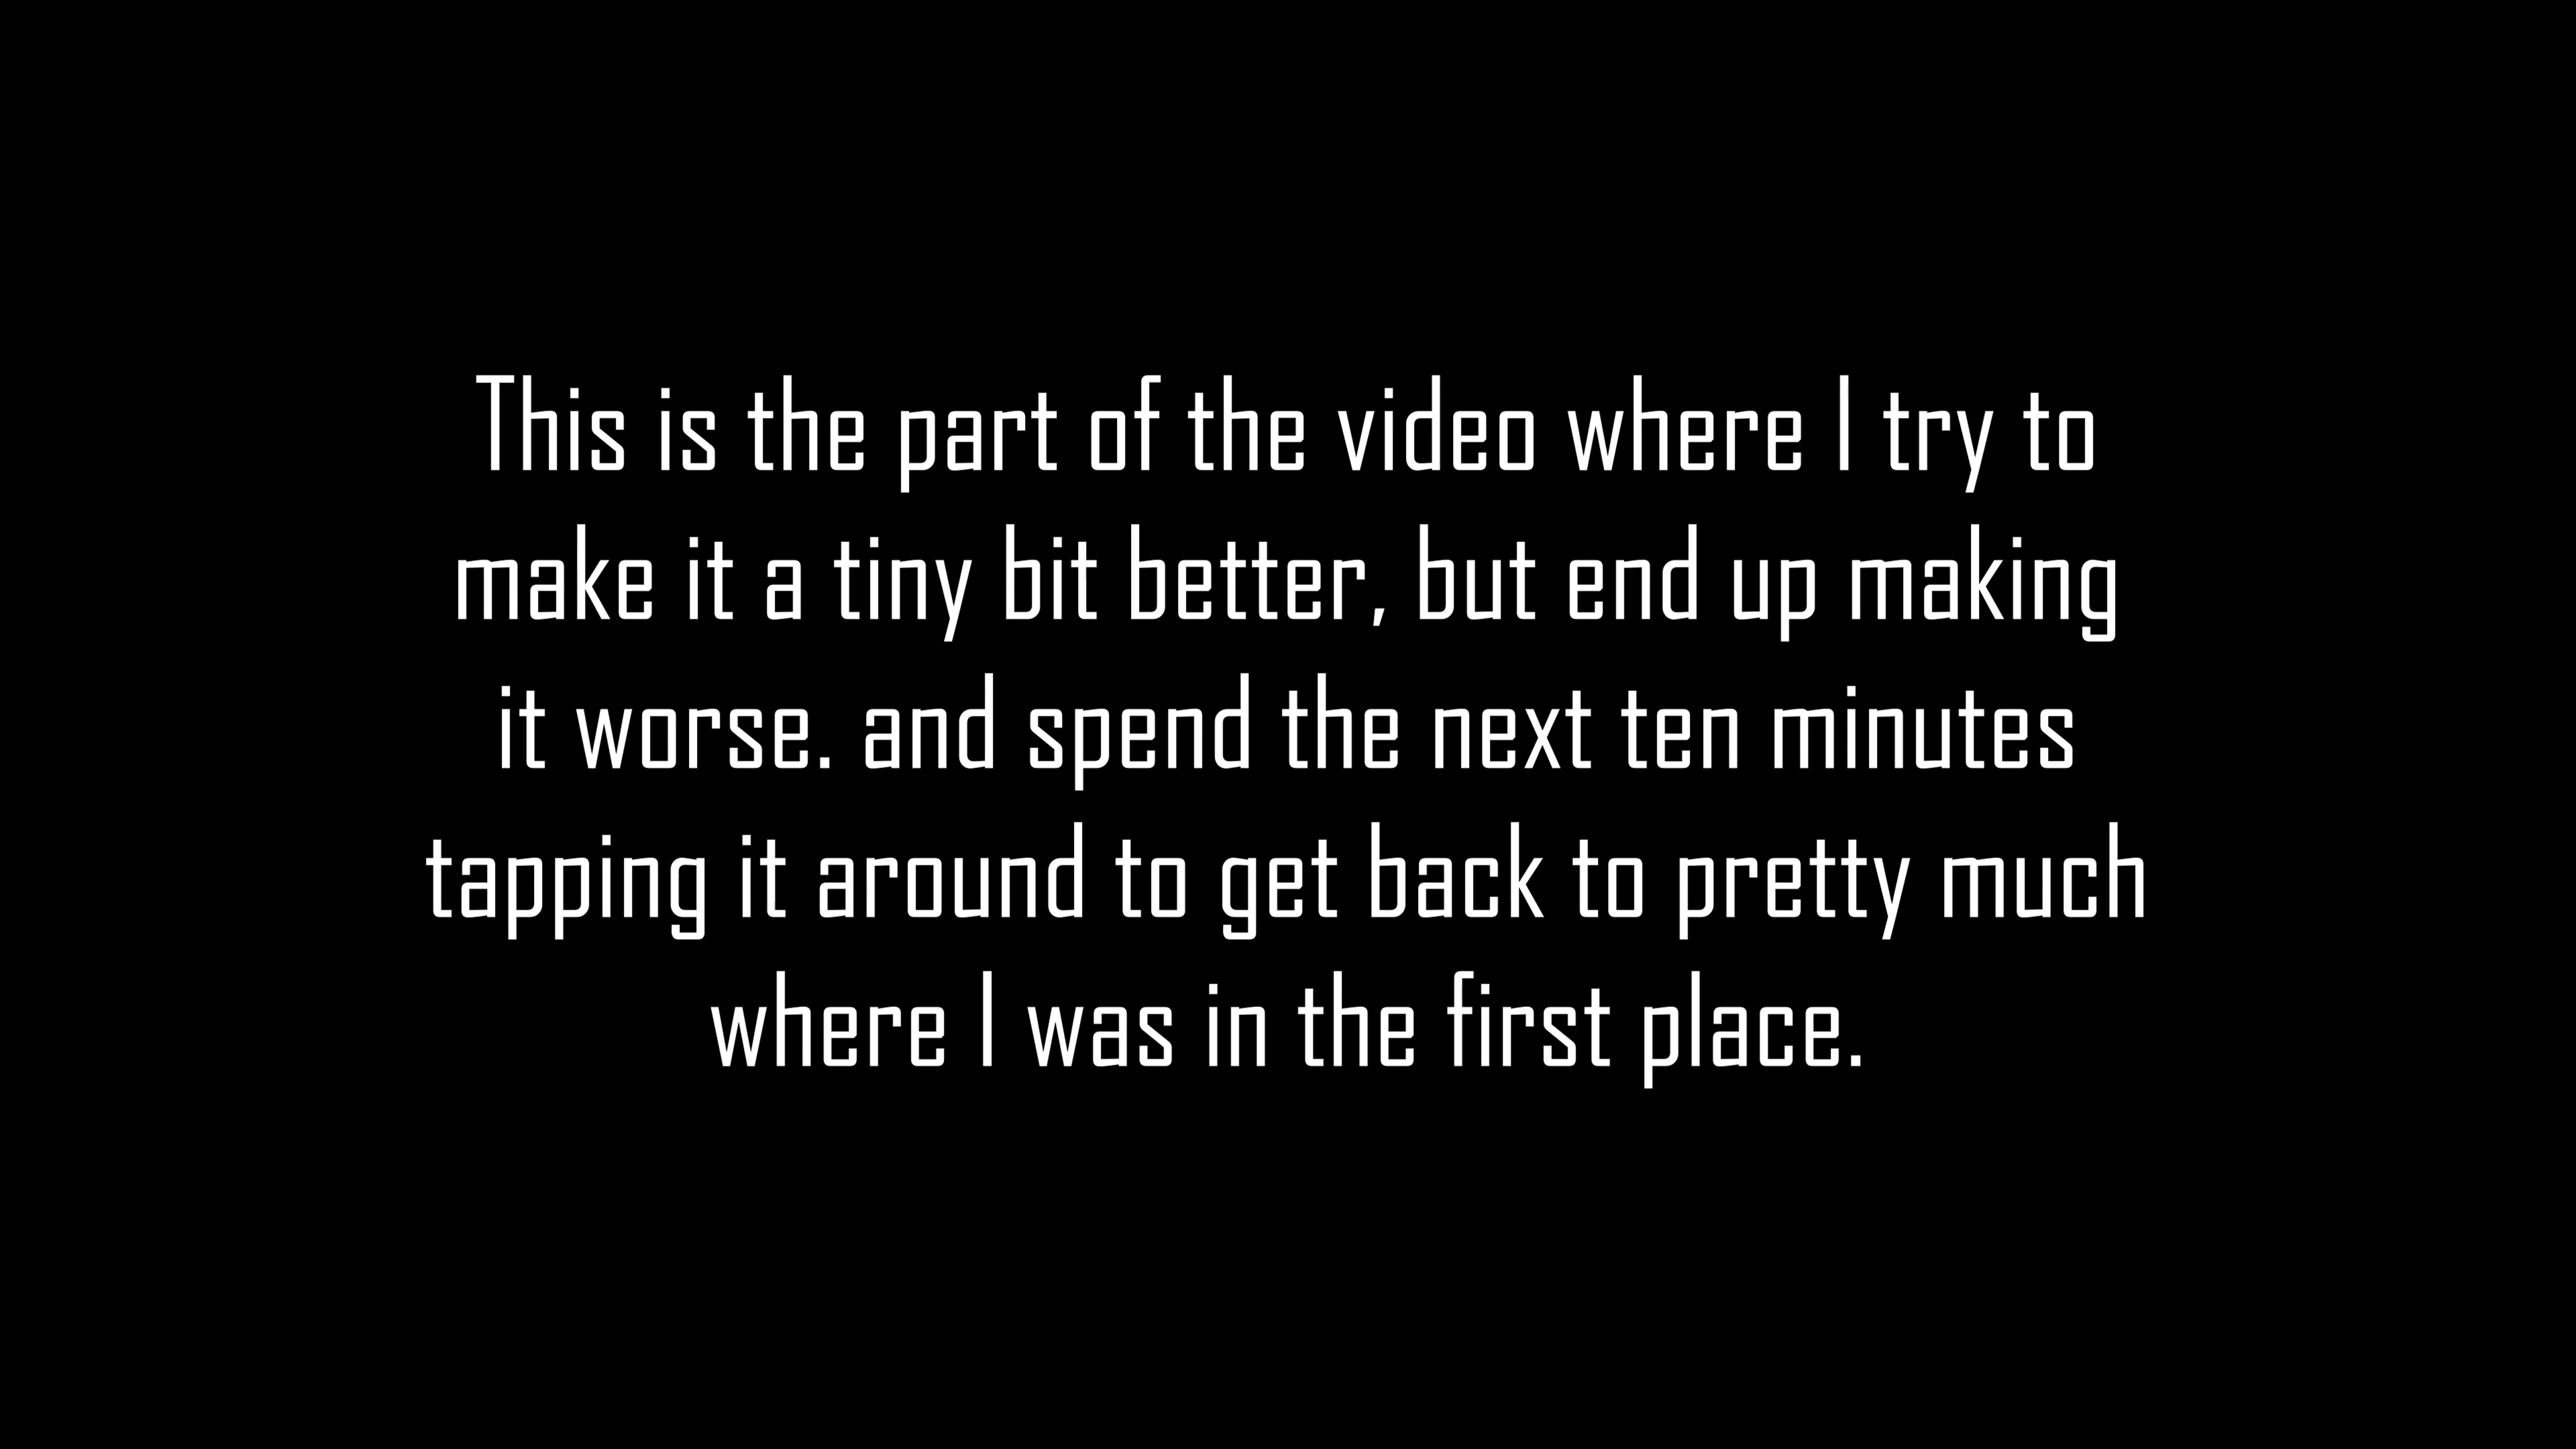 This is the part of the video where I try to
make it a tiny bit better, but end up making
it worse. and spend the next ten minutes
tapping it around to get back to pretty much
where I was in the first place.